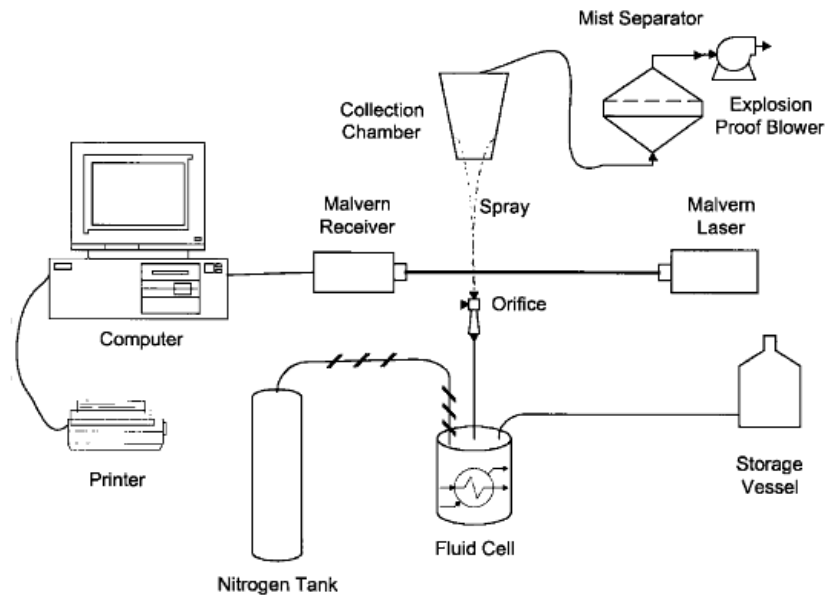 Mist Separator
Collection
Chamber
Explosion
Proof Blower
Malvern
Receiver
Spray
Malvern
Laser
Orifice
Computer
Printer
Storage
Vessel
Fluid Cell
Nitrogen Tank